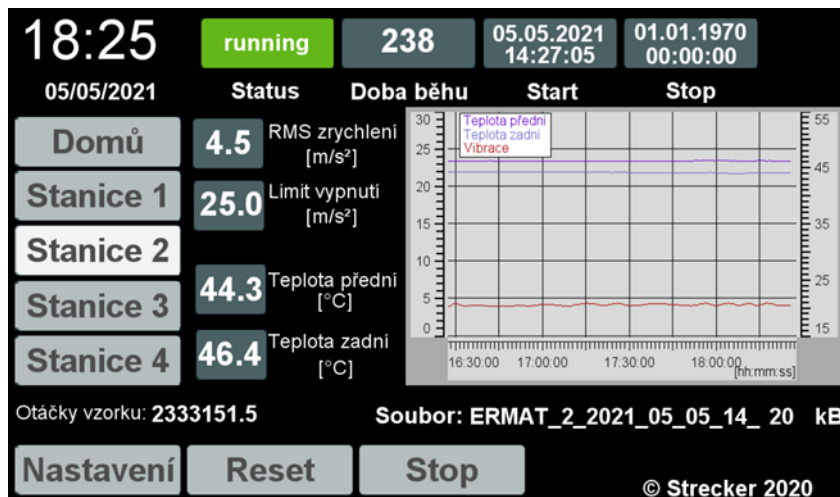 18:25
running
238
05.05.2021
14:27:05
01.01.1970
00:00:00
05/05/2021
Status
Doba běhu
Start
Stop
Domů
Stanice 1
Stanice 2
Stanice 3
Stanice 4
4.5
RMS zrychlení
[m/s²]
25.0
Limit vypnutí
[m/s²]
44.3
Teplota přední
[°C]
46.4
Teplota zadní
[°C]
Teplota přední
Teplota zadní
Vibrace
30
25
20
15
10
5
0
55
45
35
25
15
16:30:00 17:00:00 17:30:00 18:00:00
[hh:mm:ss]
Otáčky vzorku: 2333151.5
Soubor: ERMAT_2_2021_05_05_14_ 20 kB
Nastavení
Reset
Stop
© Strecker 2020